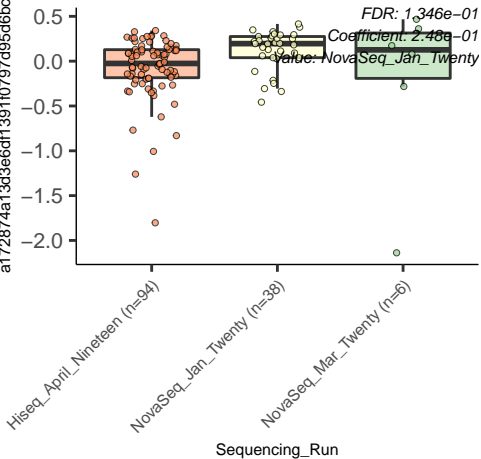 FDR: 1.346e−01
Coefficient: 2.48e−01
Value: NovaSeq_Jan_Twenty
0.5
0.0
−0.5
−1.0
−1.5
−2.0
Hiseq_April_Nineteen (n=94)
NovaSeq_Jan_Twenty (n=38)
NovaSeq_Mar_Twenty (n=6)
Sequencing_Run